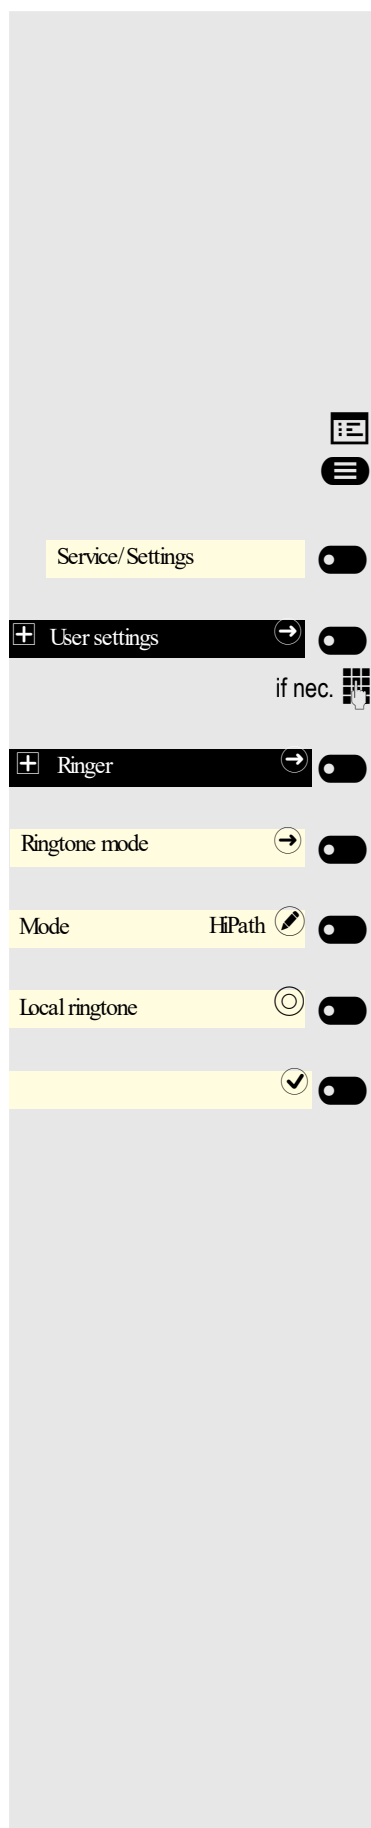 Service/Settings
User settings
if nec.
Ringer
Ringtone mode
Mode HiPath
Local ringtone